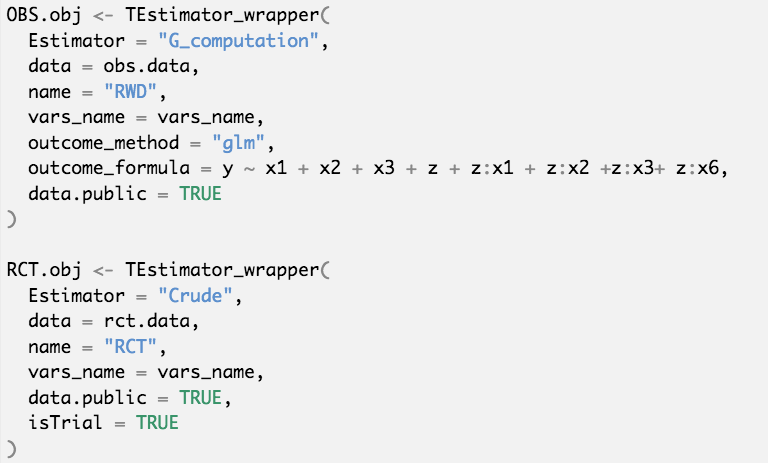 OBS.obj <- TEstimator_wrapper(
  Estimator = "G_computation",
  data = obs.data,
  name = "RWD",
  vars_name = vars_name,
  outcome_method = "glm",
  outcome_formula = y ~ x1 + x2 + x3 + z + z:x1 + z:x2 +z:x3+ z:x6,
  data.public = TRUE
)

RCT.obj <- TEstimator_wrapper(
  Estimator = "Crude",
  data = rct.data,
  name = "RCT",
  vars_name = vars_name,
  data.public = TRUE,
  isTrial = TRUE
)